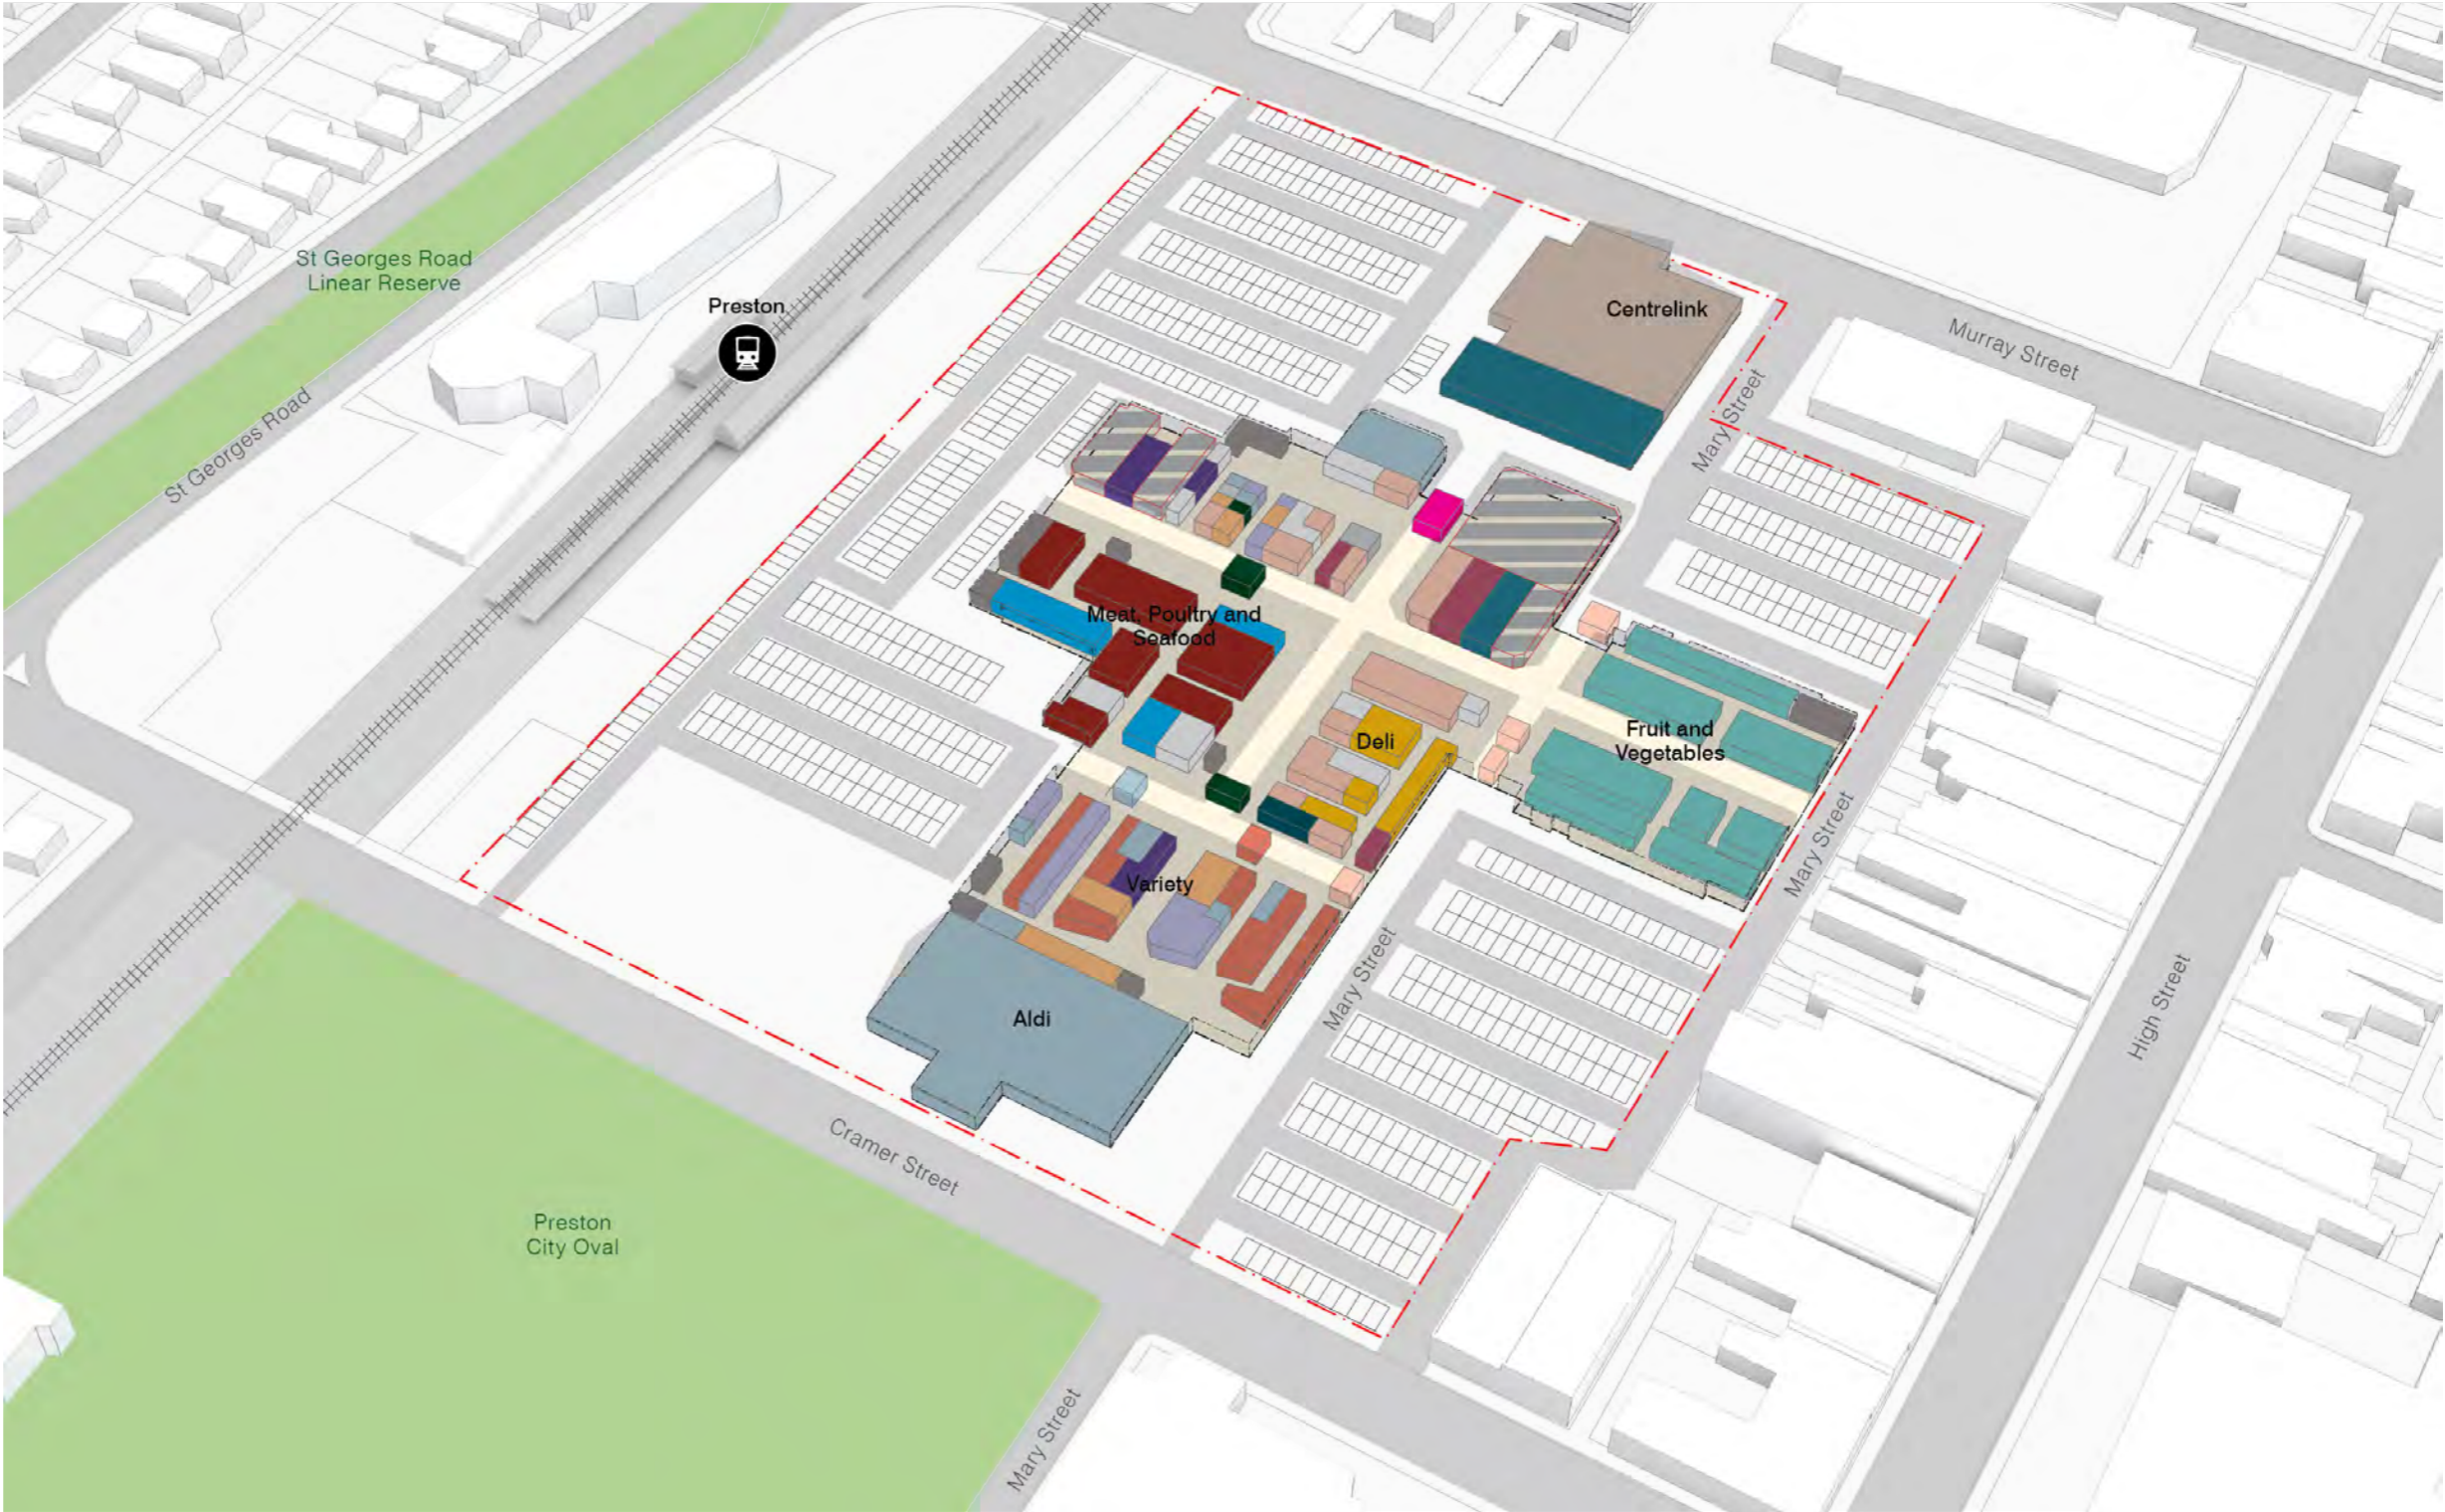 St Georges Road
Linear Reserve
Preston
Centrelink
Murray Street
Mary Street
St Georges Road
Meat, Poultry and
Seafood
Deli
Fruit and
Vegetables
Mary Street
Variety
Mary Street
Aldi
High Street
Cramer Street
Preston
City Oval
Mary Street